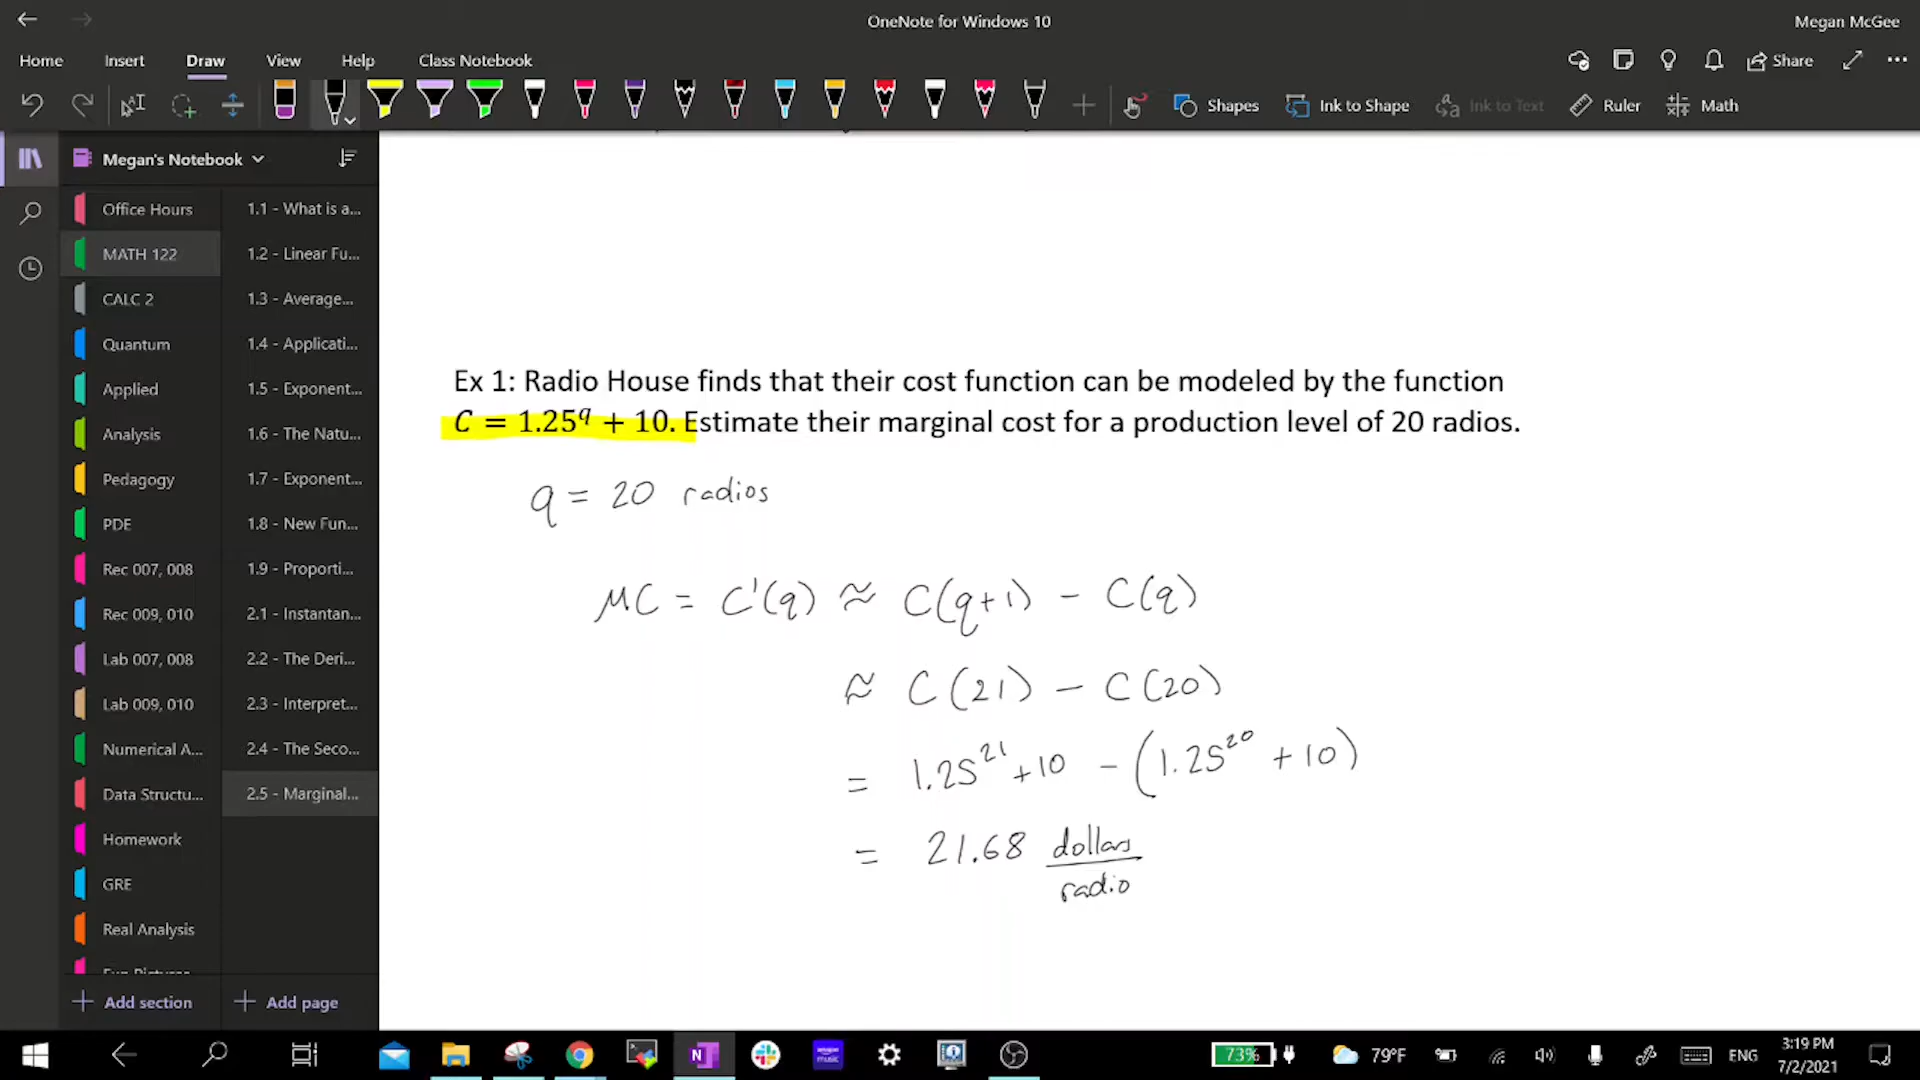 OneNote for Windows 10
Megan McGee
Home Insert Draw View Help Class Notebook
Share
Shapes Ink to Shape Ink to Text Ruler Math
Megan's Notebook
Office Hours
MATH 122
CALC 2
Quantum
Applied
Analysis
Pedagogy
PDE
Rec 007, 008
Rec 009, 010
Lab 007, 008
Lab 009, 010
Numerical A...
Data Structu...
Homework
GRE
Real Analysis
Add section
1.1 - What is a...
1.2 - Linear Fu...
1.3 - Average...
1.4 - Applicati...
1.5 - Exponent...
1.6 - The Natu...
1.7 - Exponent...
1.8 - New Fun...
1.9 - Proporti...
2.1 - Instantan...
2.2 - The Deri...
2.3 - Interpret...
2.4 - The Seco...
2.5 - Marginal...
Add page
Ex 1: Radio House finds that their cost function can be modeled by the function
C = 1.25^q + 10. Estimate their marginal cost for a production level of 20 radios.
q = 20 radios
MC = C'(q) ≈ C(q+1) - C(q)
≈ C(21) - C(20)
= 1.25^21 + 10 - (1.25^20 + 10)
= 21.68 dollars
radio
73%
79°F
ENG
3:19 PM
7/2/2021